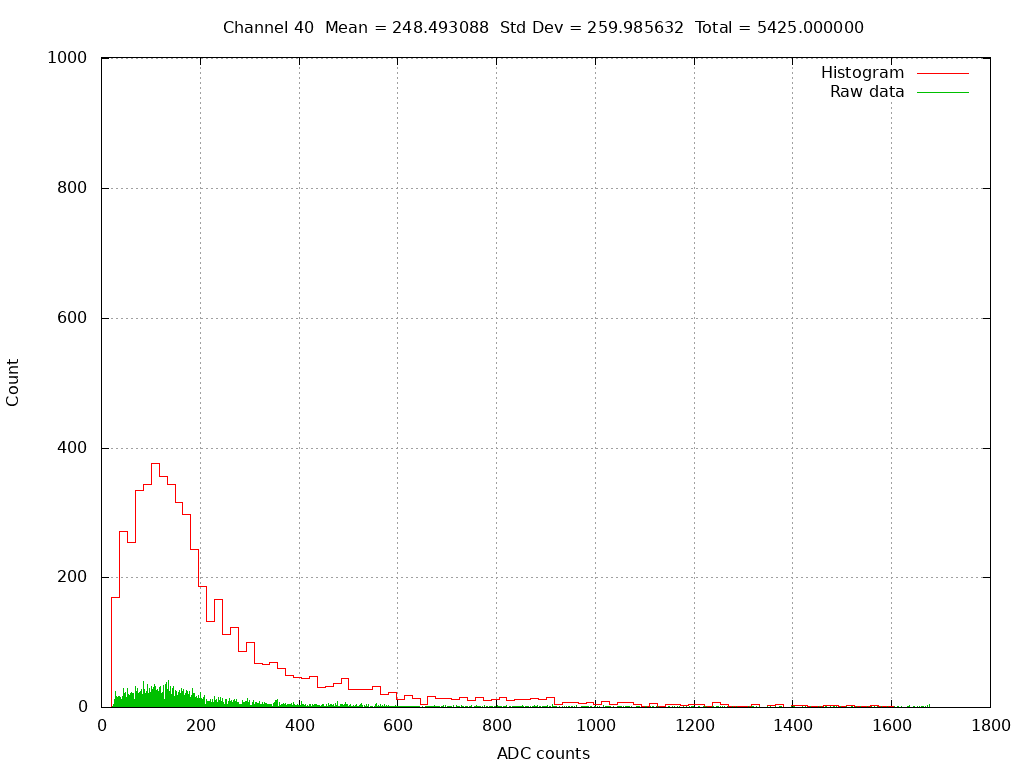 Channel 40  Mean = 248.493088  Std Dev = 259.985632  Total = 5425.000000
1000
Histogram
Raw data
800
600
Count
400
200
0
0 200 400 600 800 1000 1200 1400 1600 1800
ADC counts